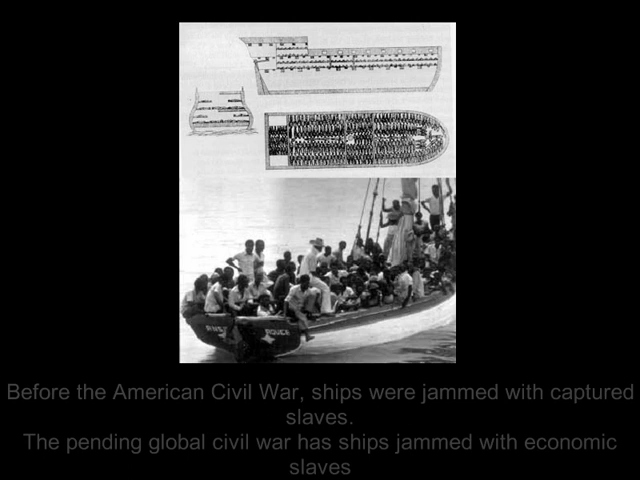 Before the American Civil War, ships were jammed with captured
slaves.
The pending global civil war has ships jammed with economic
slaves